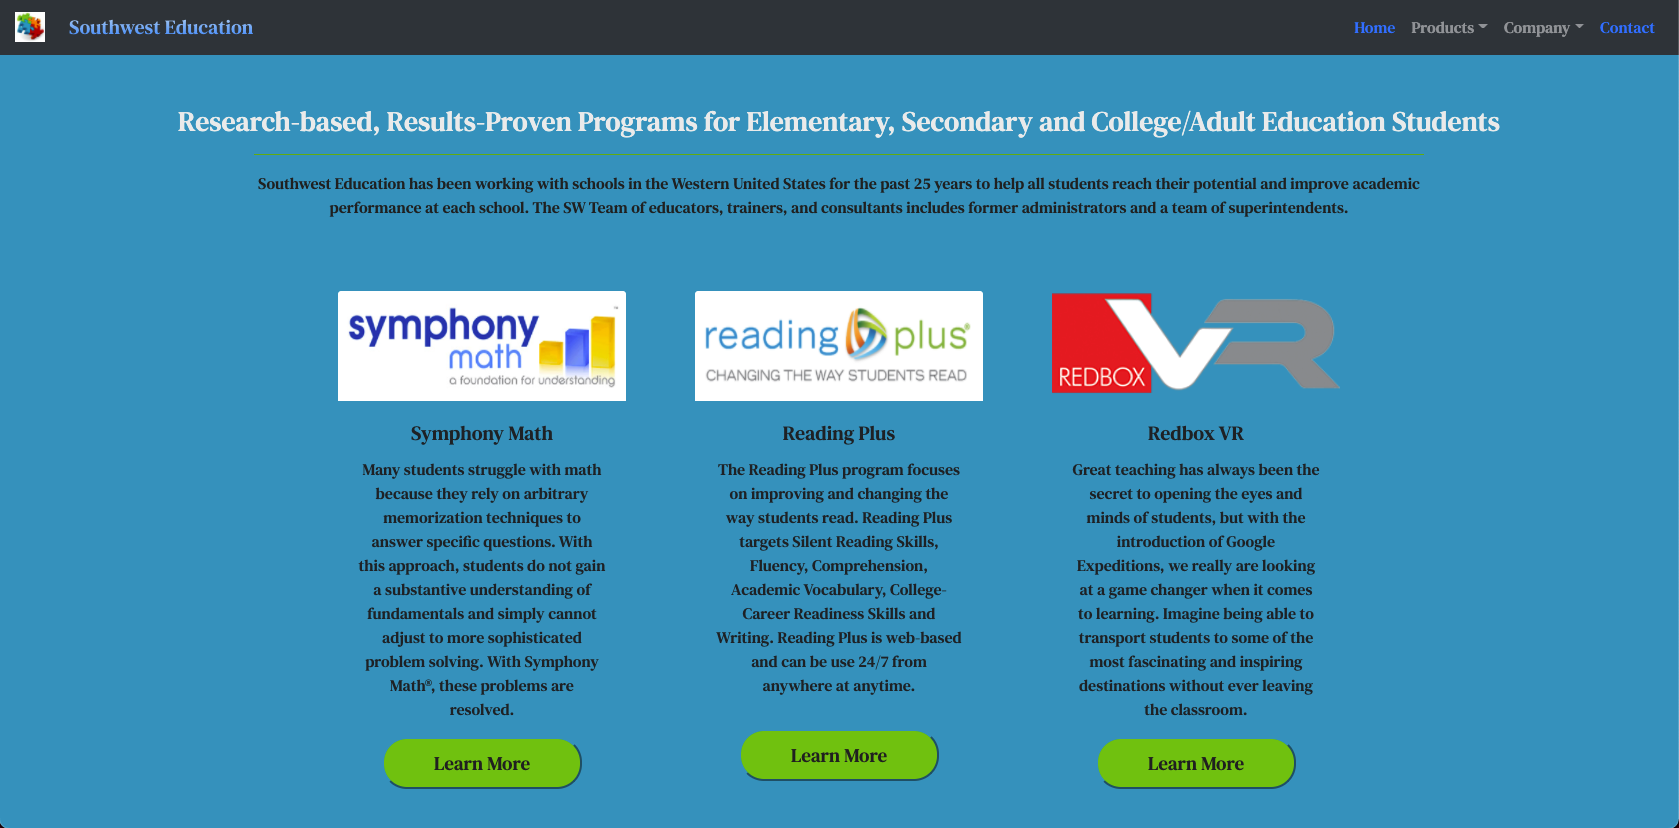 Southwest Education
Home Products Company Contact
Research-based, Results-Proven Programs for Elementary, Secondary and College/Adult Education Students
Southwest Education has been working with schools in the Western United States for the past 25 years to help all students reach their potential and improve academic
performance at each school. The SW Team of educators, trainers, and consultants includes former administrators and a team of superintendents.
symphony
math
a foundation for understanding
™
Symphony Math
Many students struggle with math
because they rely on arbitrary
memorization techniques to
answer specific questions. With
this approach, students do not gain
a substantive understanding of
fundamentals and simply cannot
adjust to more sophisticated
problem solving. With Symphony
Math®, these problems are
resolved.
Learn More
reading plus®
CHANGING THE WAY STUDENTS READ
Reading Plus
The Reading Plus program focuses
on improving and changing the
way students read. Reading Plus
targets Silent Reading Skills,
Fluency, Comprehension,
Academic Vocabulary, College-
Career Readiness Skills and
Writing. Reading Plus is web-based
and can be use 24/7 from
anywhere at anytime.
Learn More
REDBOX VR
Redbox VR
Great teaching has always been the
secret to opening the eyes and
minds of students, but with the
introduction of Google
Expeditions, we really are looking
at a game changer when it comes
to learning. Imagine being able to
transport students to some of the
most fascinating and inspiring
destinations without ever leaving
the classroom.
Learn More